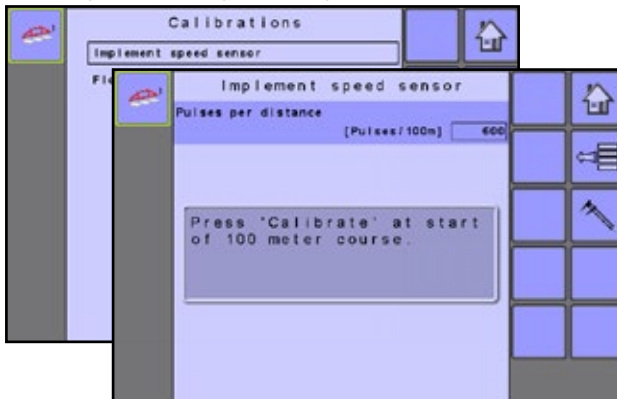 Calibrations
Implement speed sensor
Implement speed sensor
Pulses per distance
[Pulses/100m] 600
Press 'Calibrate' at start
of 100 meter course.